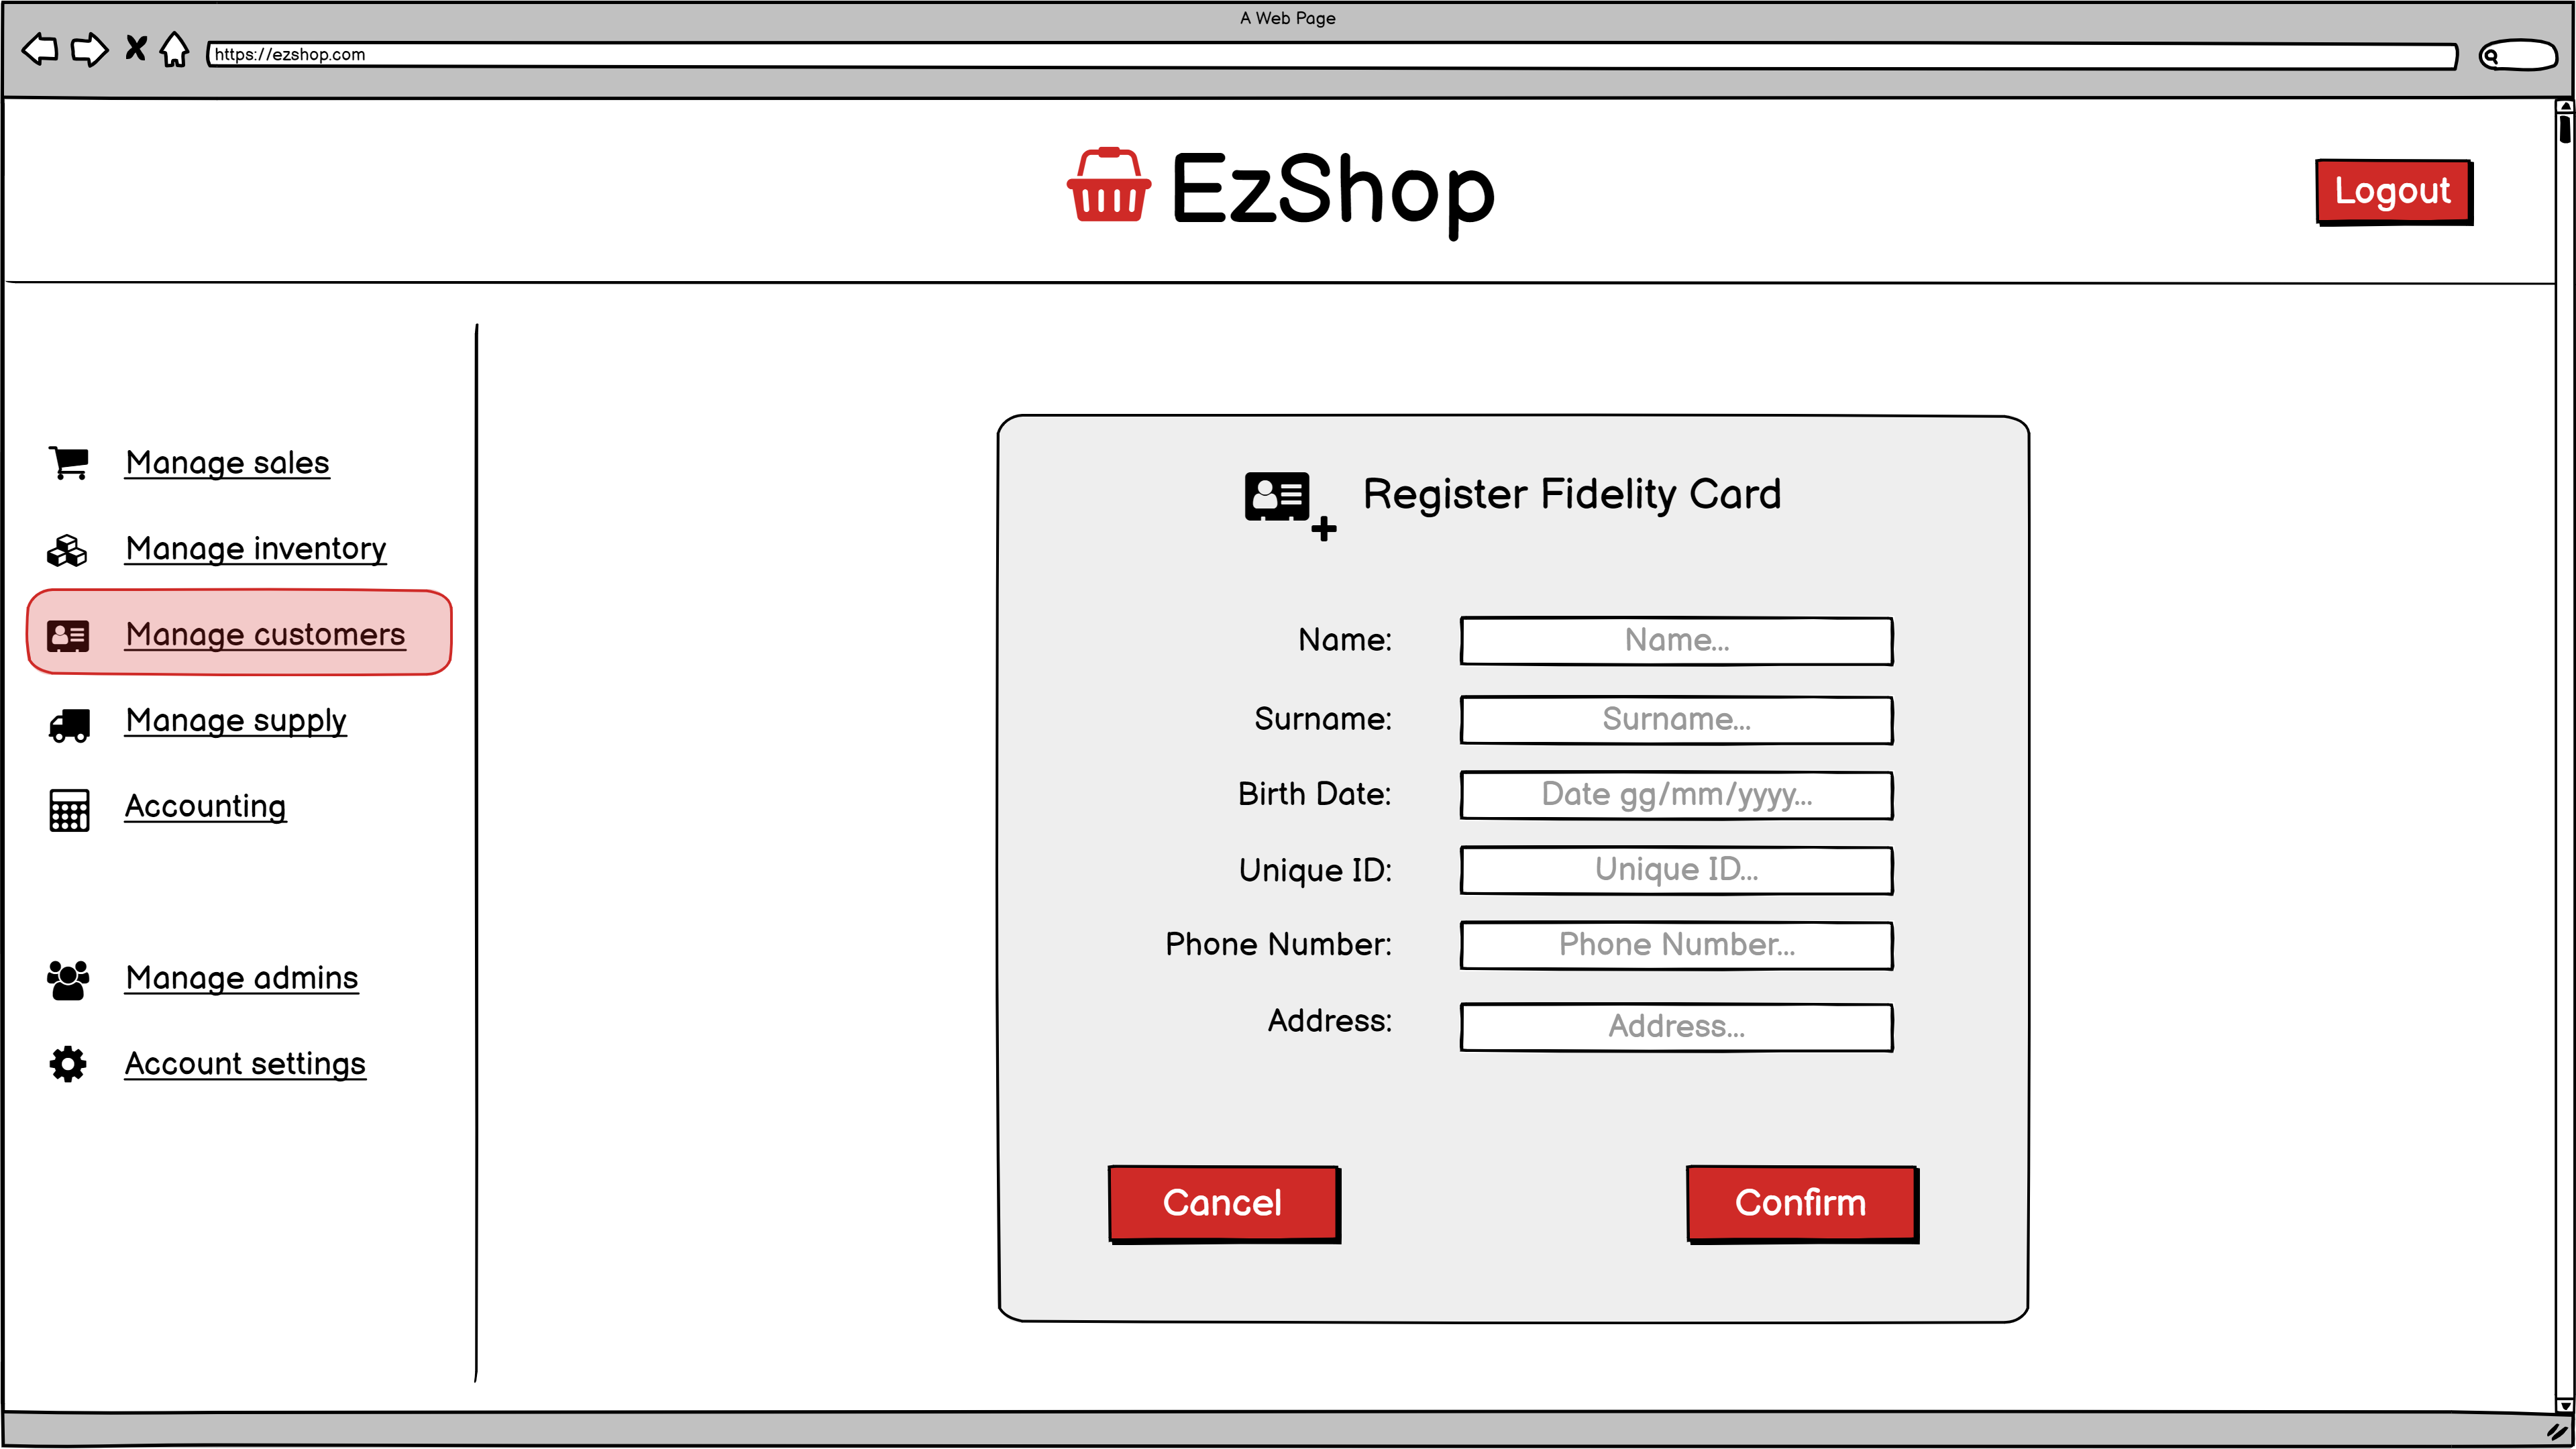 A Web Page
https://ezshop.com
EzShop
Logout
Manage sales
Manage inventory
Manage customers
Manage supply
Accounting
Manage admins
Account settings
Register Fidelity Card
Name: Name...
Surname: Surname...
Birth Date: Date gg/mm/yyyy...
Unique ID: Unique ID...
Phone Number: Phone Number...
Address: Address...
Cancel Confirm